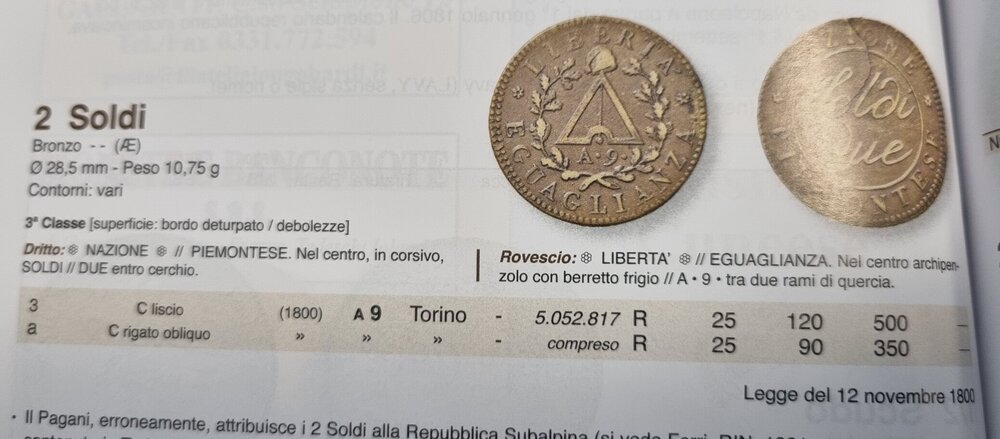 2 Soldi
Bronzo - - (Æ)
Ø 28,5 mm - Peso 10,75 g
Contorni: vari
3ª Classe [superficie: bordo deturpato / debolezze]
Dritto: ❁ NAZIONE ❁ // PIEMONTESE. Nel centro, in corsivo,
SOLDI // DUE entro cerchio.
LIBERTA
EGUAGLIANZA
A·9·
Soldi
Due
Rovescio: ❁ LIBERTA' ❁ // EGUAGLIANZA. Nel centro archipen-
zolo con berretto frigio // A • 9 • tra due rami di quercia.
3 C liscio (1800) A 9 Torino - 5.052.817 R 25 120 500 –
a C rigato obliquo » » » - compreso R 25 90 350 –
Legge del 12 novembre 1800
• Il Pagani, erroneamente, attribuisce i 2 Soldi alla Repubblica Subalpina (si veda